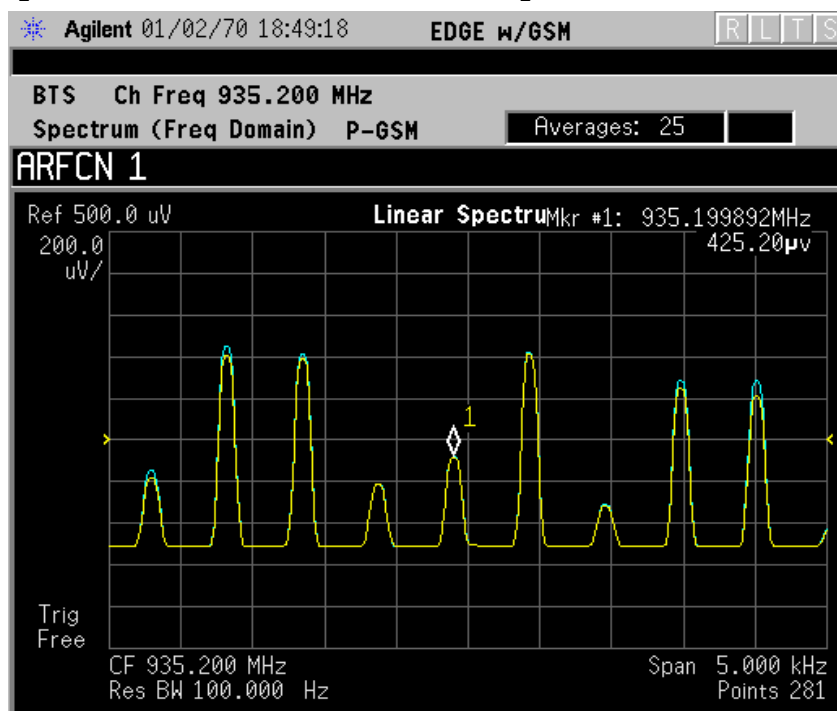 Agilent 01/02/70 18:49:18 EDGE w/GSM R L T S
BTS Ch Freq 935.200 MHz
Spectrum (Freq Domain) P-GSM Averages: 25
ARFCN 1
Ref 500.0 uV Linear Spectru Mkr #1: 935.199892MHz
200.0 425.20µv
uV/
1
Trig
Free
CF 935.200 MHz Span 5.000 kHz
Res BW 100.000 Hz Points 281